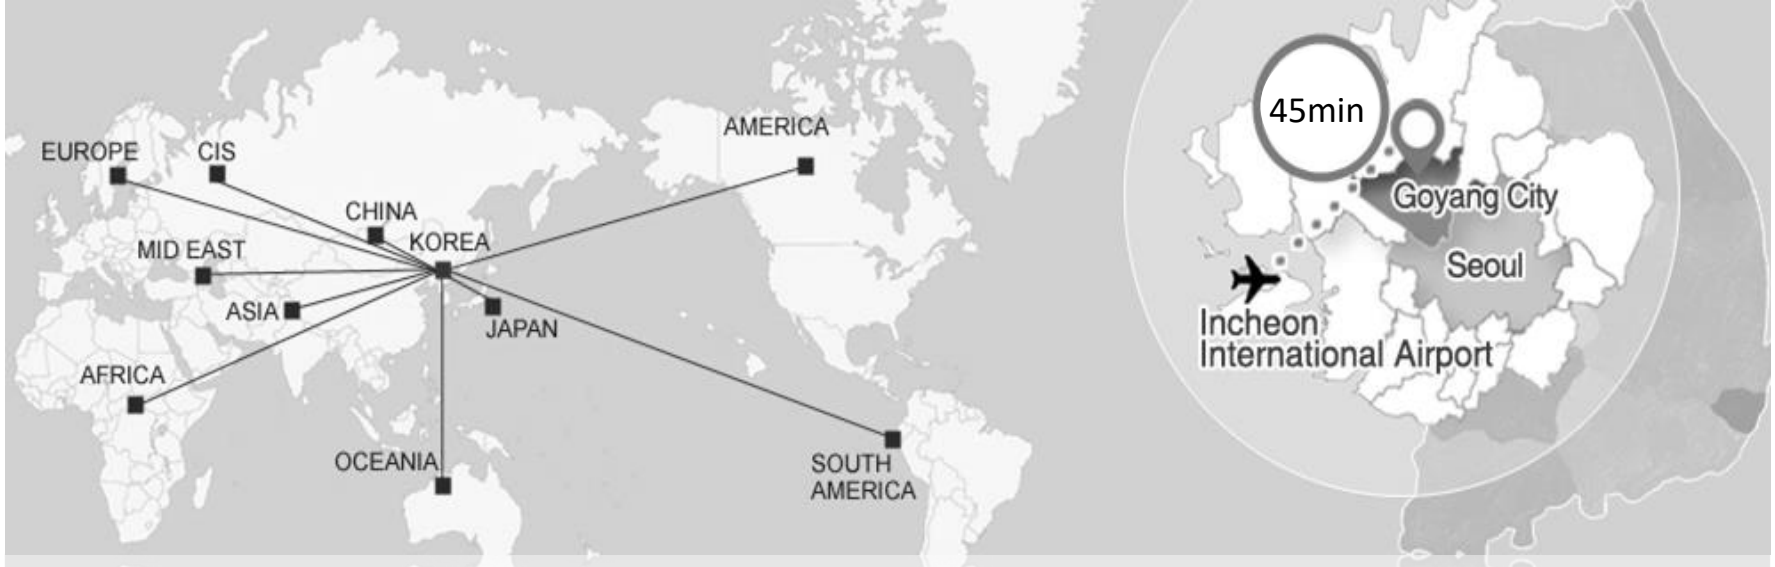 EUROPE
CIS
AMERICA
CHINA
KOREA
MID EAST
ASIA
JAPAN
AFRICA
OCEANIA
SOUTH
AMERICA
45min
Goyang City
Seoul
Incheon
International Airport